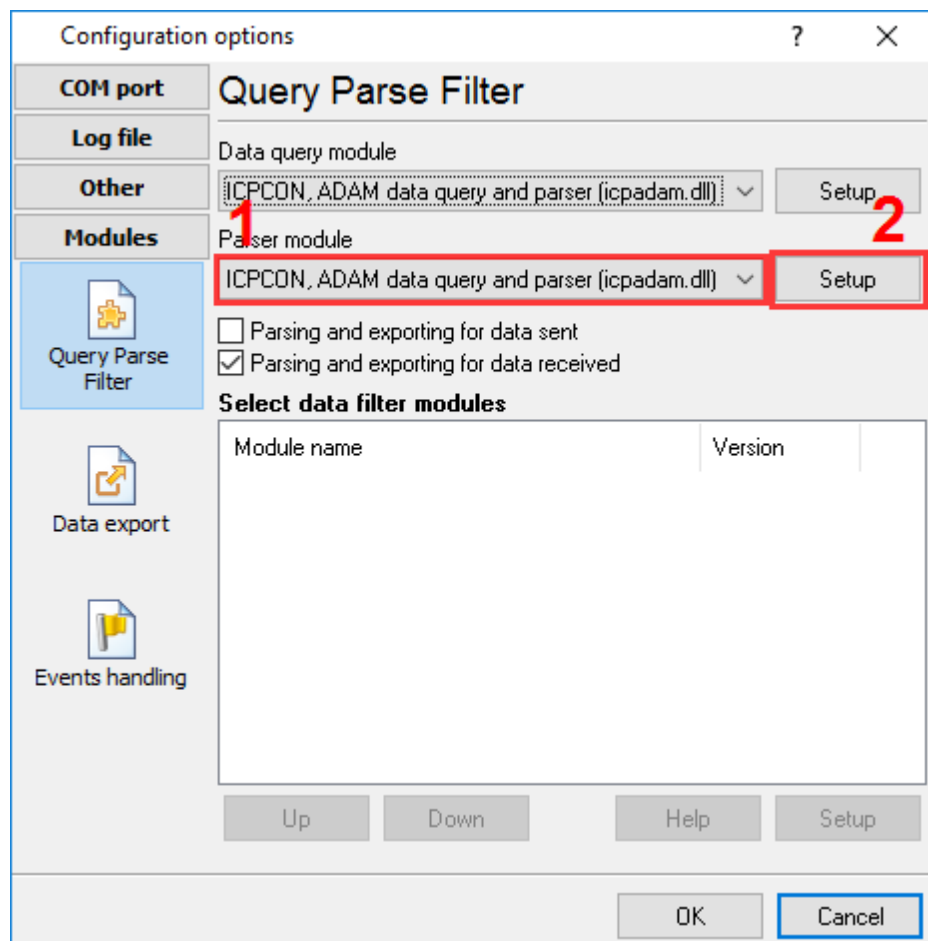 Configuration options
?
COM port
Log file
Other
Modules
Query Parse
Filter
Data export
Events handling
Query Parse Filter
Data query module
ICPCON, ADAM data query and parser (icpadam.dll)
Setup
1
2
Parser module
ICPCON, ADAM data query and parser (icpadam.dll)
Setup
Parsing and exporting for data sent
Parsing and exporting for data received
Select data filter modules
Module name Version
Up Down Help Setup
OK Cancel